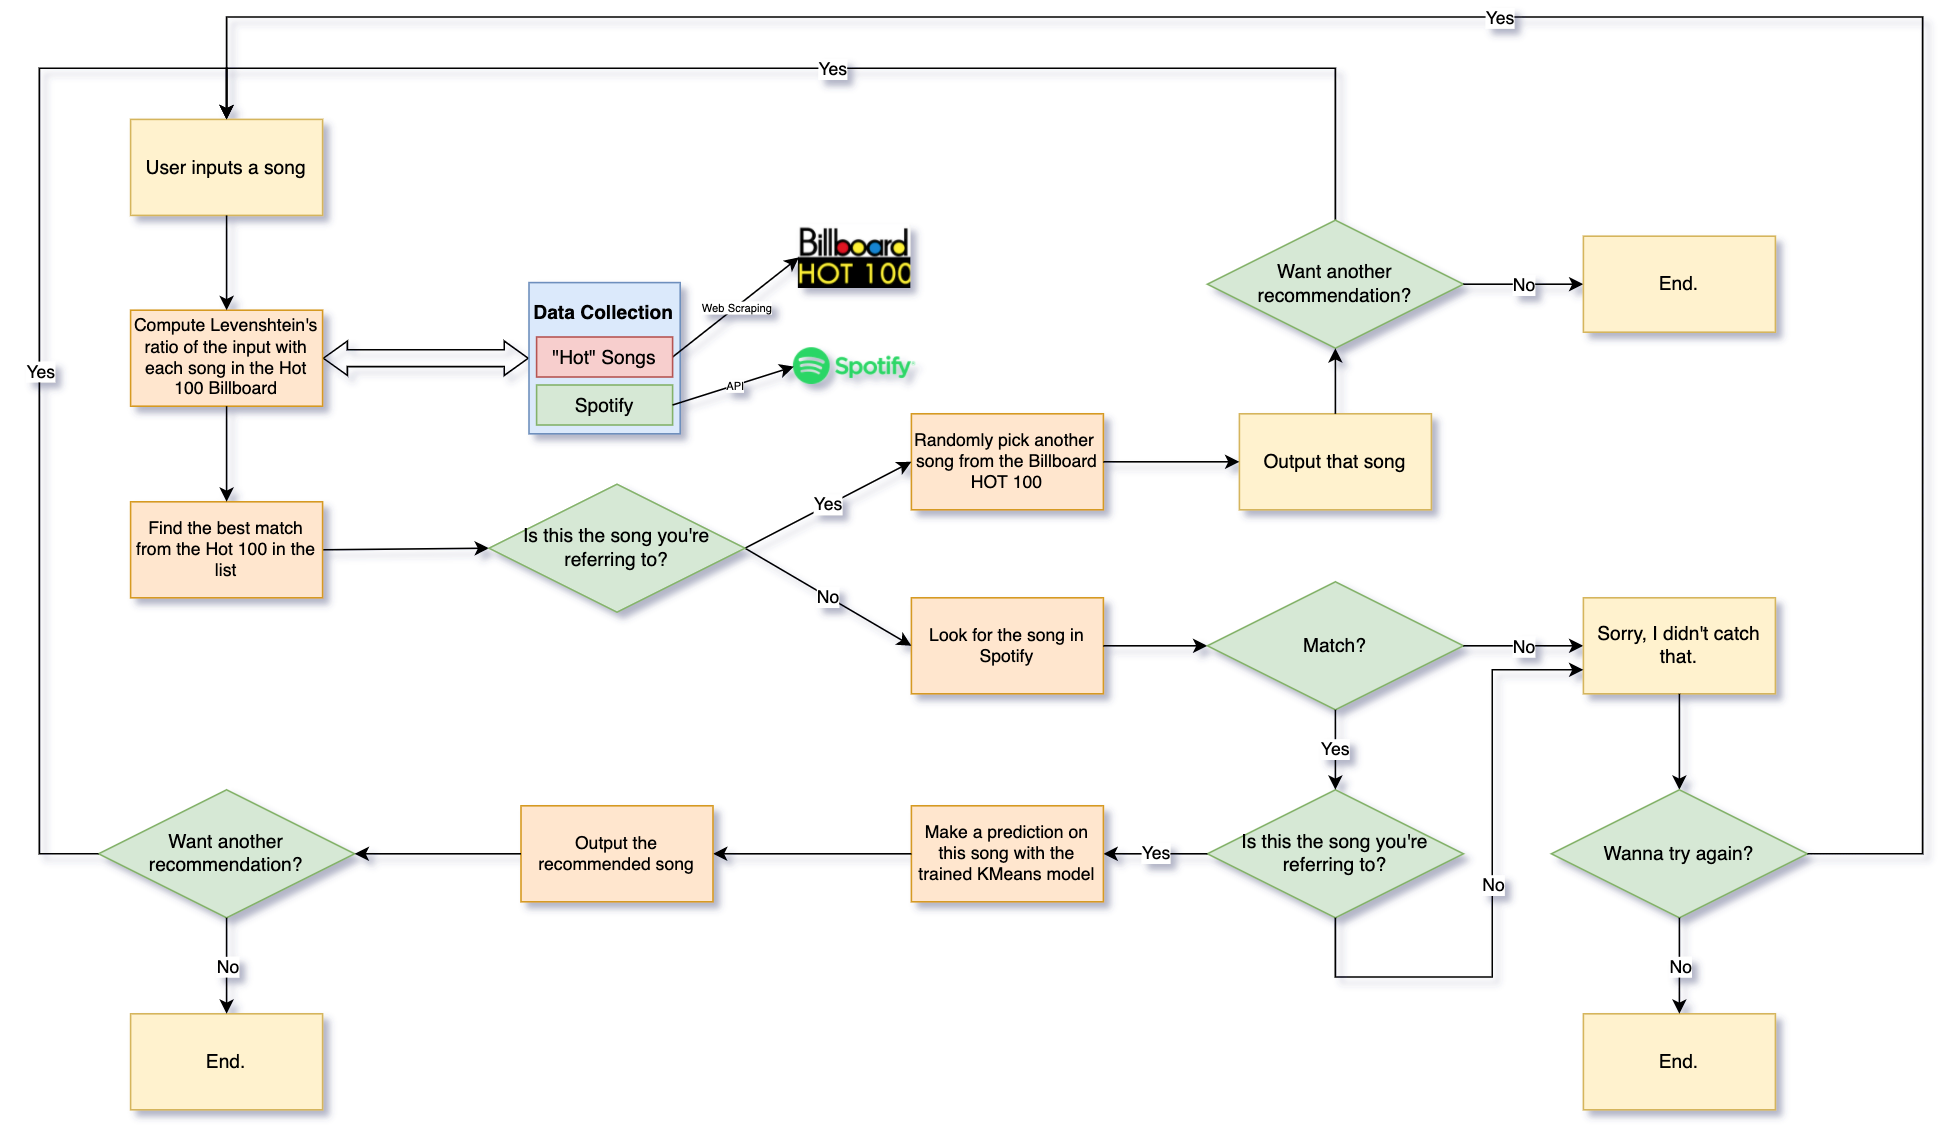 Yes
Yes
User inputs a song
Billboard
HOT 100
Want another
recommendation?
No
End.
Data Collection
Web Scraping
Compute Levenshtein's
ratio of the input with
each song in the Hot
100 Billboard
"Hot" Songs
Spotify
API
Spotify
Yes
Randomly pick another
song from the Billboard
HOT 100
Output that song
Find the best match
from the Hot 100 in the
list
Is this the song you're
referring to?
Yes
No
Look for the song in
Spotify
Match?
No
Sorry, I didn't catch
that.
Yes
Want another
recommendation?
Output the
recommended song
Make a prediction on
this song with the
trained KMeans model
Yes
Is this the song you're
referring to?
No
Wanna try again?
No
No
End.
End.